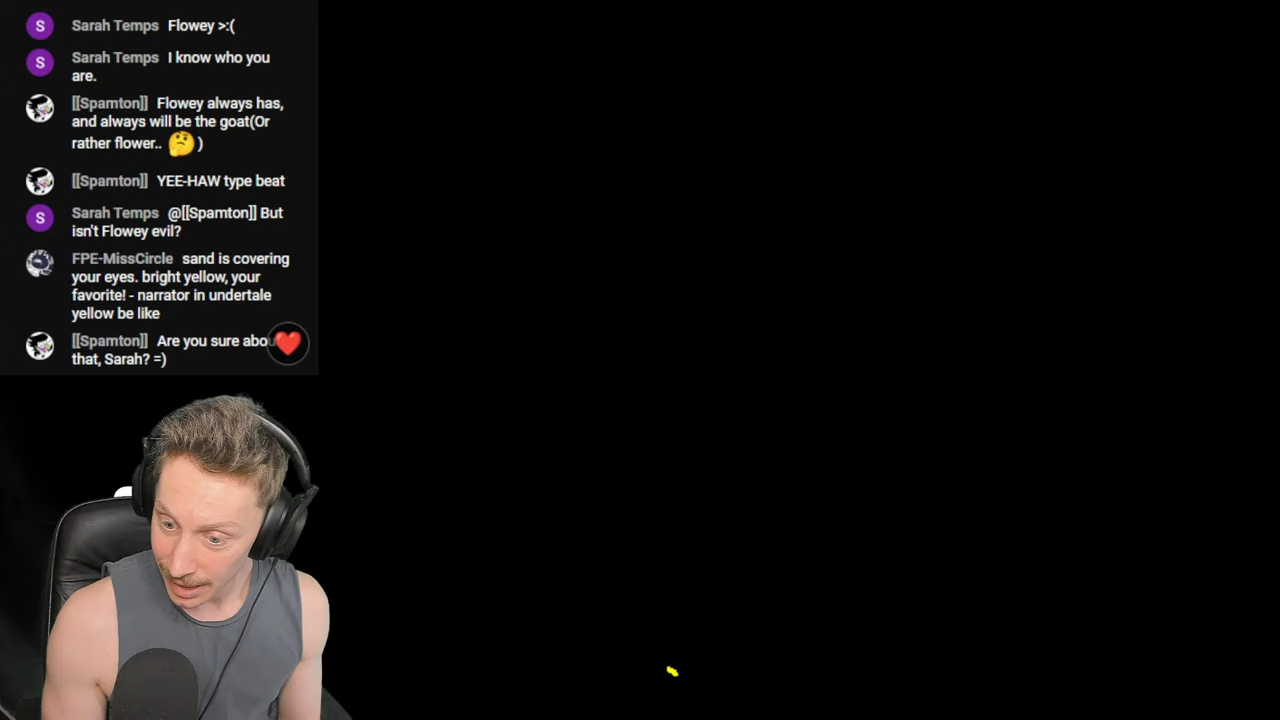 S Sarah Temps Flowey >:(
S Sarah Temps I know who you
are.
[[Spamton]] Flowey always has,
and always will be the goat(Or
rather flower.. 🤔 )
[[Spamton]] YEE-HAW type beat
S Sarah Temps @[[Spamton]] But
isn't Flowey evil?
FPE-MissCircle sand is covering
your eyes. bright yellow, your
favorite! - narrator in undertale
yellow be like
[[Spamton]] Are you sure
that, Sarah? =)